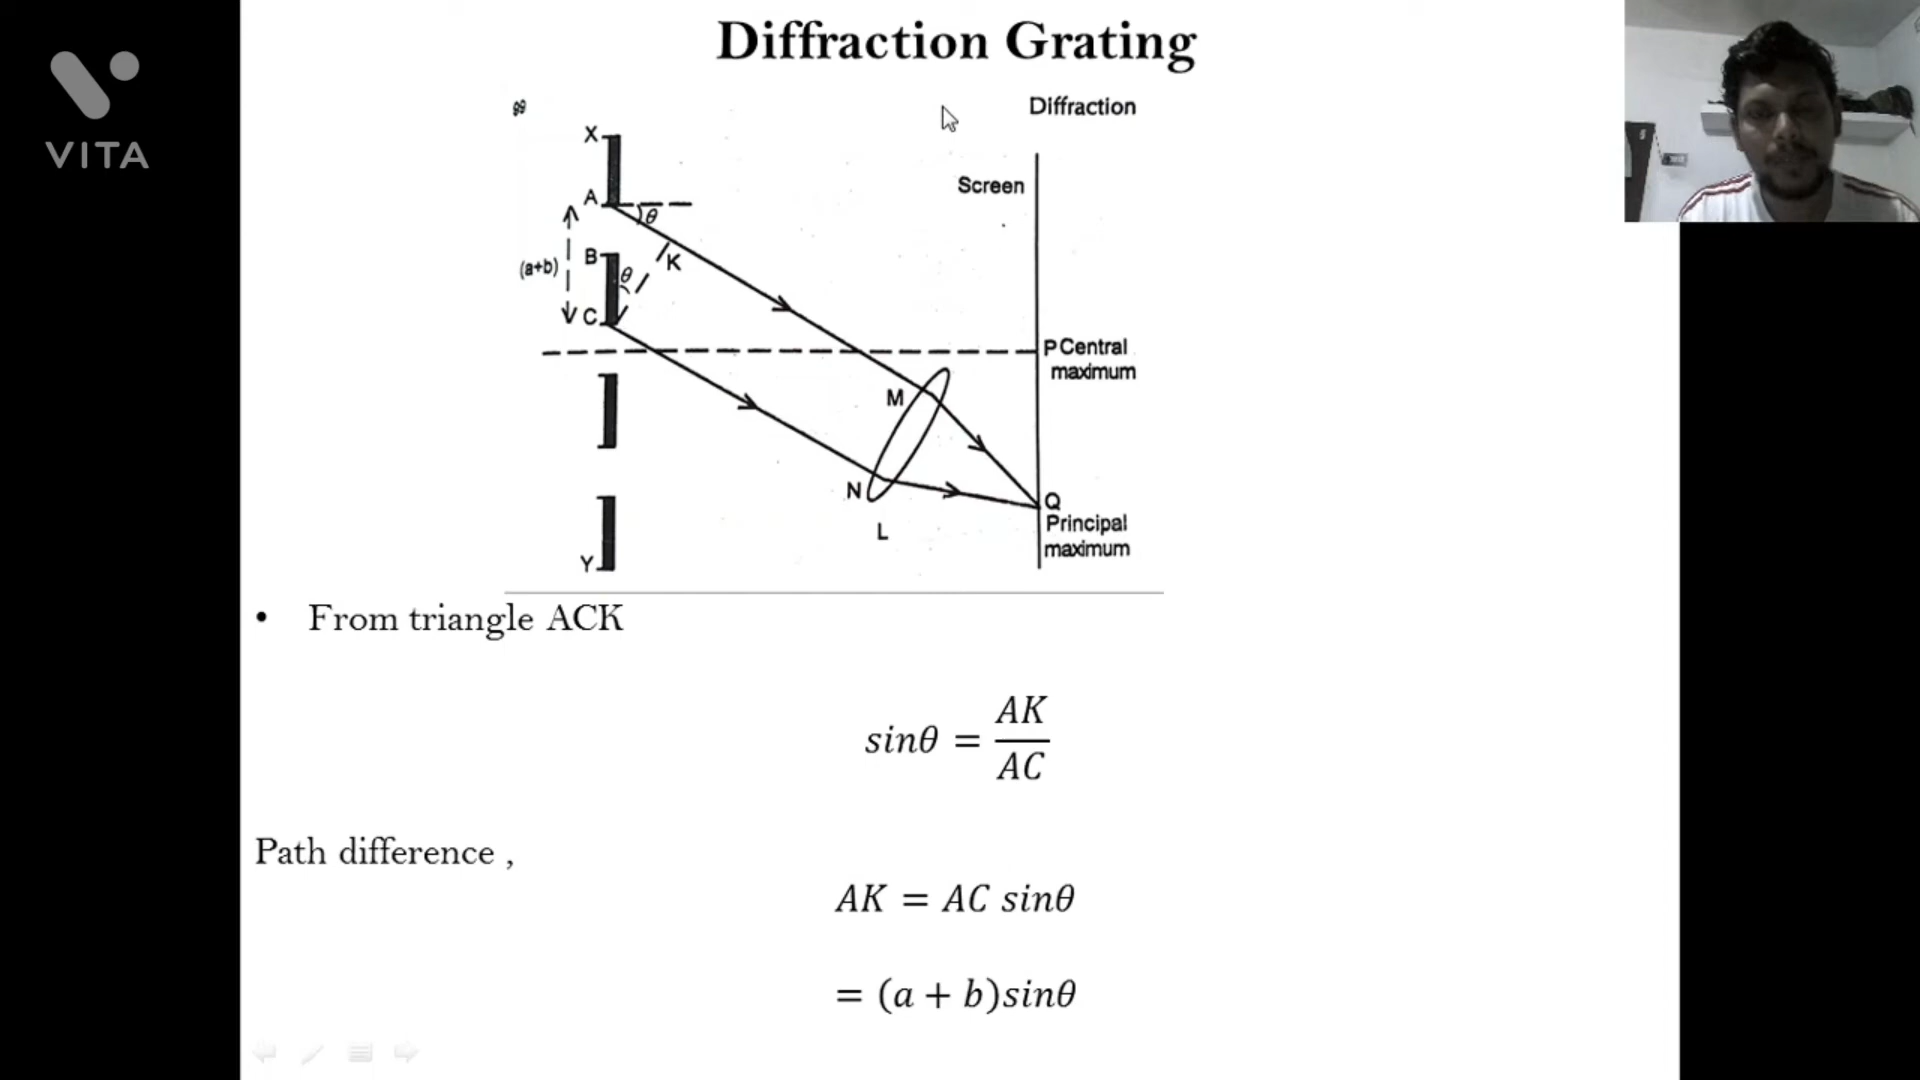 Diffraction Grating
VITA
99
Diffraction
X
Screen
A
θ
B
K
(a+b)
θ
C
P Central
maximum
M
N
Q
Principal
L
maximum
Y
• From triangle ACK
sinθ = AK / AC
Path difference ,
AK = AC sinθ
= (a + b)sinθ